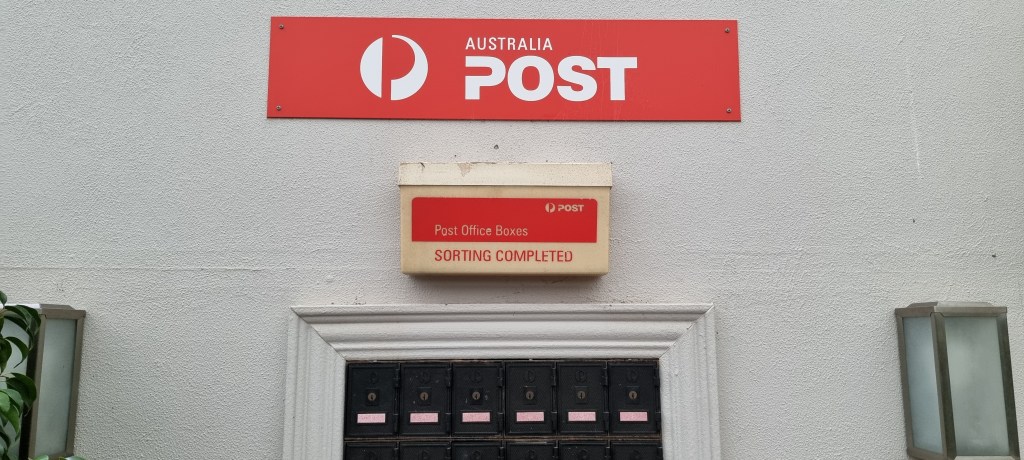 AUSTRALIA
POST
POST
Post Office Boxes
SORTING COMPLETED